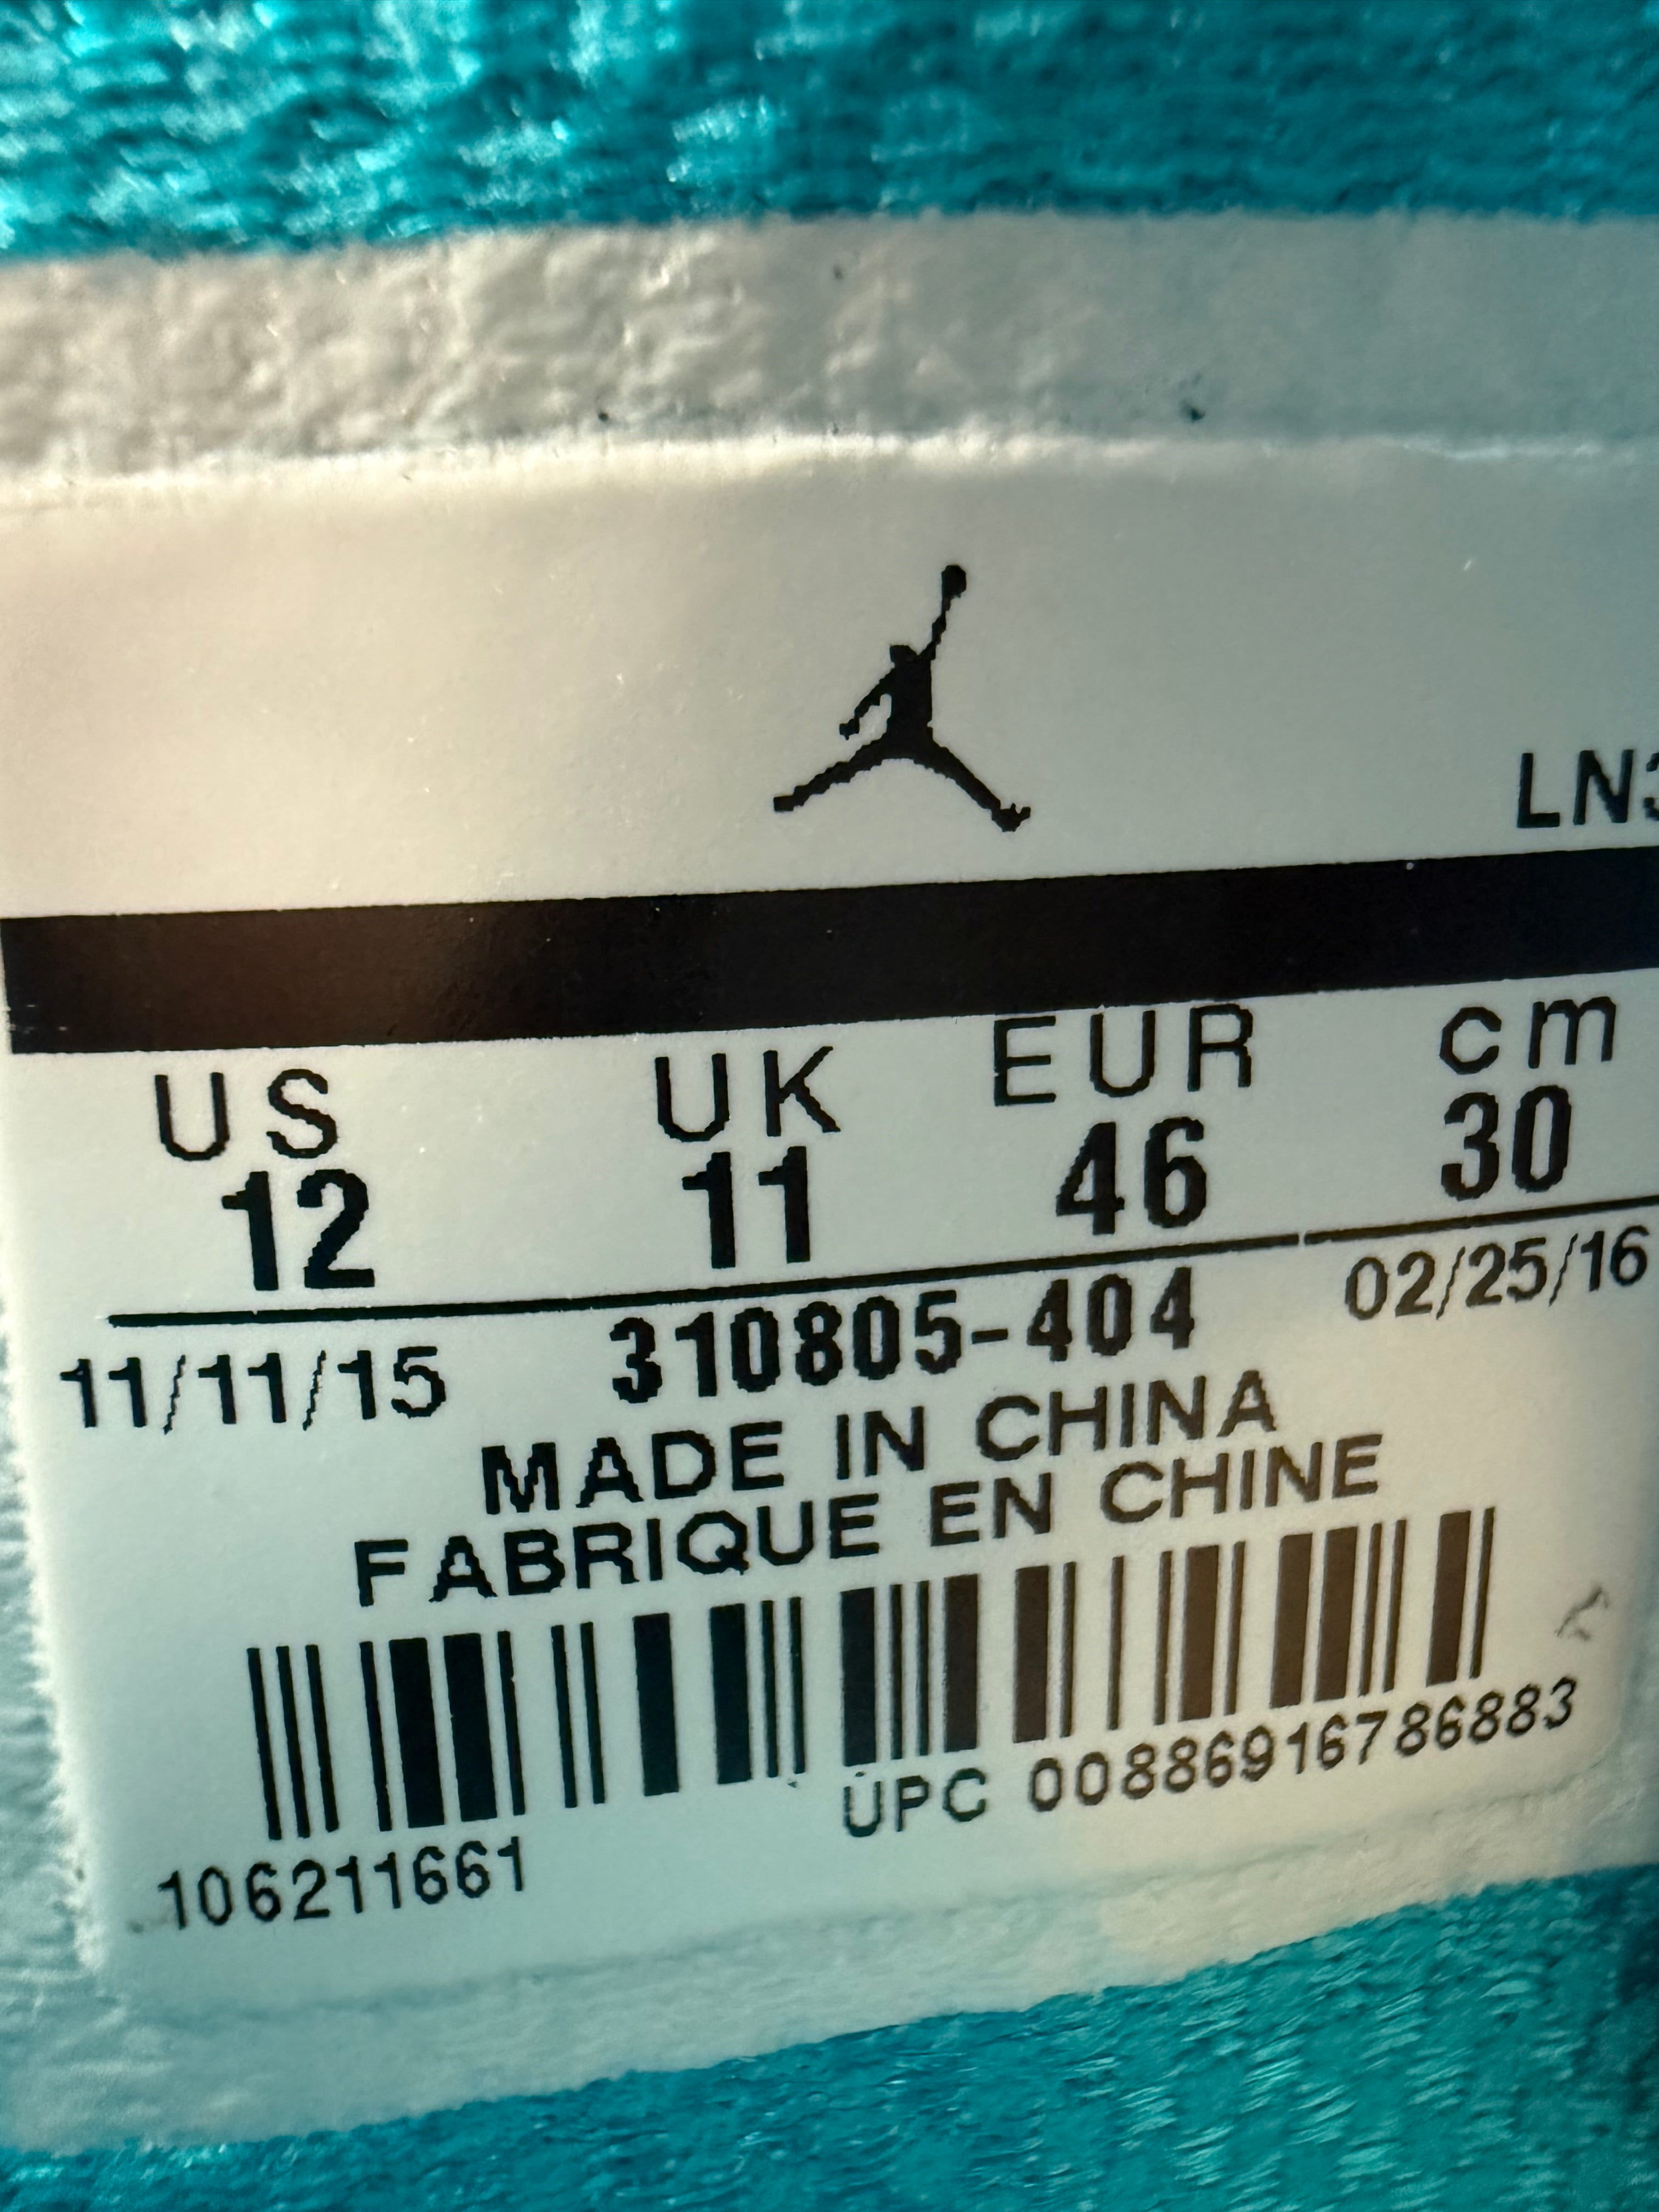 LN3
US UK EUR cm
12 11 46 30
11/11/15 310805-404 02/25/16
MADE IN CHINA
FABRIQUE EN CHINE
UPC 00886916786883
106211661